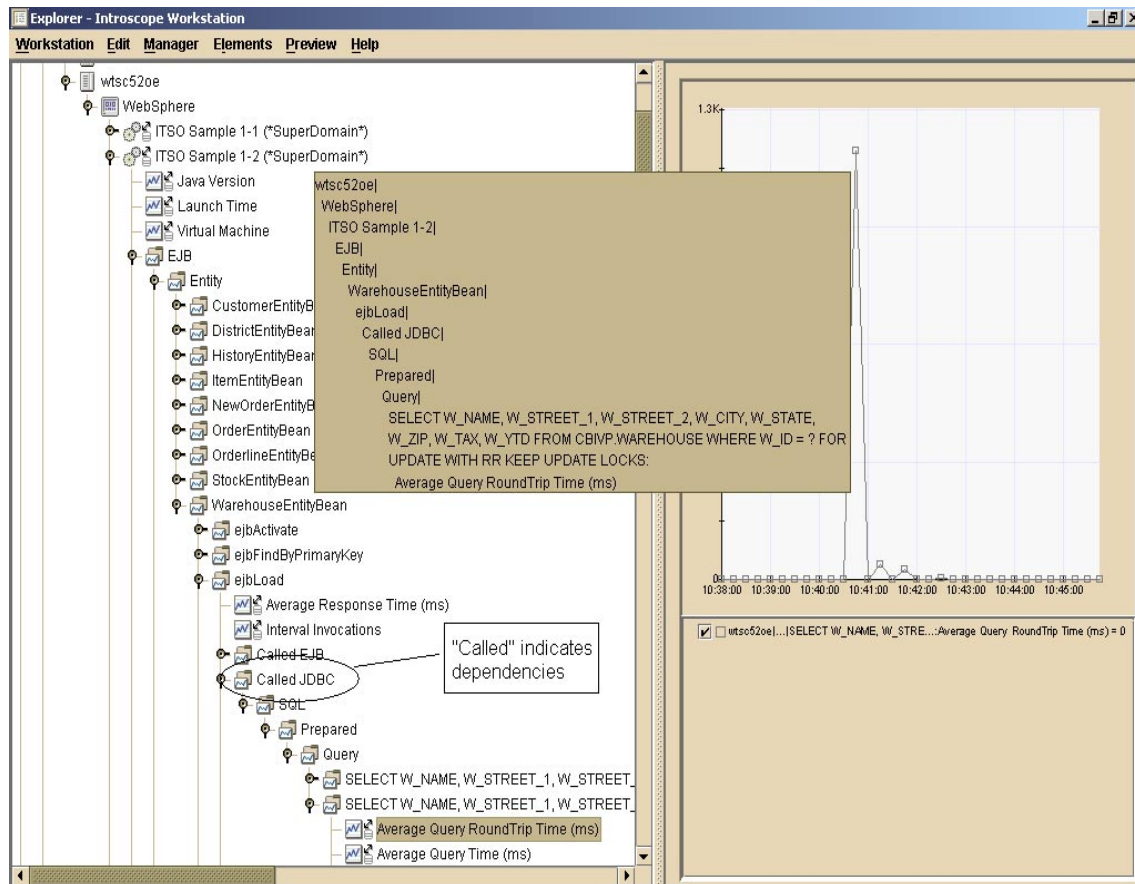 Explorer - Introscope Workstation
Workstation Edit Manager Elements Preview Help
wtsc52oe
WebSphere
ITSO Sample 1-1 (*SuperDomain*)
ITSO Sample 1-2 (*SuperDomain*)
Java Version
Launch Time
Virtual Machine
EJB
Entity
CustomerEntityB
DistrictEntityBean
HistoryEntityBean
ItemEntityBean
NewOrderEntityB
OrderEntityBean
OrderlineEntityBe
StockEntityBean
WarehouseEntityBean
ejbActivate
ejbFindByPrimaryKey
ejbLoad
Average Response Time (ms)
Interval Invocations
Called EJB
Called JDBC
SQL
Prepared
Query
SELECT W_NAME, W_STREET_1, W_STREET_
SELECT W_NAME, W_STREET_1, W_STREET_
Average Query RoundTrip Time (ms)
Average Query Time (ms)
wtsc52oe|
WebSphere|
ITSO Sample 1-2|
EJB|
Entity|
WarehouseEntityBean|
ejbLoad|
Called JDBC|
SQL|
Prepared|
Query|
SELECT W_NAME, W_STREET_1, W_STREET_2, W_CITY, W_STATE,
W_ZIP, W_TAX, W_YTD FROM CBIVP.WAREHOUSE WHERE W_ID = ? FOR
UPDATE WITH RR KEEP UPDATE LOCKS:
Average Query RoundTrip Time (ms)
"Called" indicates
dependencies
1.3K
0
10:38:00 10:39:00 10:40:00 10:41:00 10:42:00 10:43:00 10:44:00 10:45:00
wtsc52oe|...|SELECT W_NAME, W_STRE...:Average Query RoundTrip Time (ms) = 0